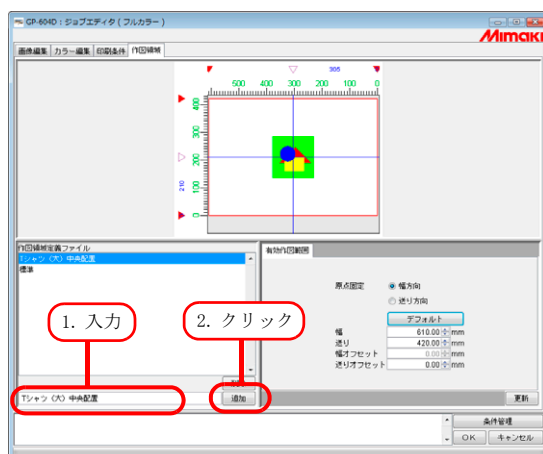 GP-604D : ジョブエディタ ( フルカラー )
Mimaki
画像編集 カラー編集 印刷条件 作図領域
305
500 400 300 200 100 0
400
300
200
210
100
0
作図領域定義ファイル
Tシャツ（大）中央配置
標準
有効作図範囲
原点固定 幅方向
送り方向
デフォルト
幅 610.00 mm
送り 420.00 mm
幅オフセット 0.00 mm
送りオフセット 0.00 mm
1. 入力
2. クリック
Tシャツ（大）中央配置 追加
更新
条件管理
OK キャンセル